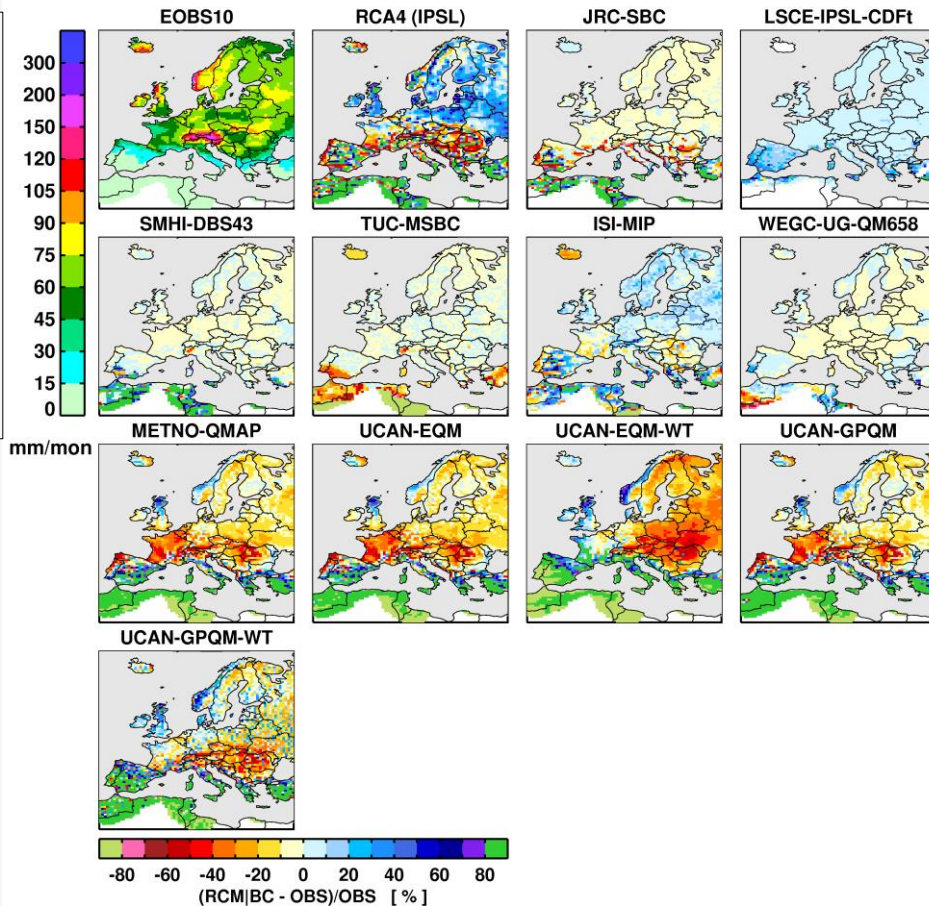 EOBS10 RCA4 (IPSL) JRC-SBC LSCE-IPSL-CDFt
300
200
150
120
105
90
75
60
45
30
15
0
mm/mon
SMHI-DBS43 TUC-MSBC ISI-MIP WEGC-UG-QM658
METNO-QMAP UCAN-EQM UCAN-EQM-WT UCAN-GPQM
UCAN-GPQM-WT
-80 -60 -40 -20 0 20 40 60 80
(RCM|BC - OBS)/OBS [ % ]